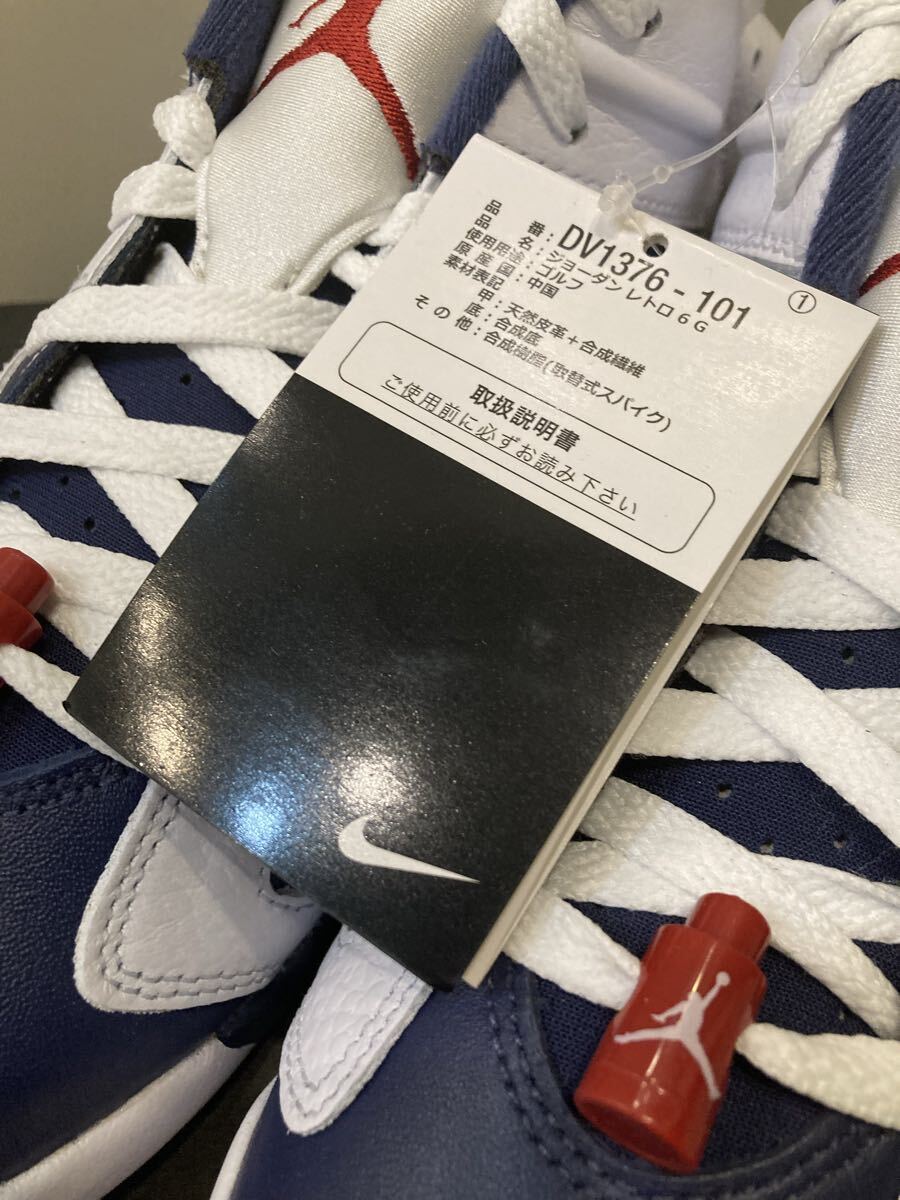 品番：DV1376-101
品名：ジョーダンレトロ６Ｇ
使用用途：ゴルフ
原産国：中国
素材表記
甲：天然皮革＋合成繊維
底：合成底
その他：合成樹脂(取替式スパイク)
①
取扱説明書
ご使用前に必ずお読み下さい